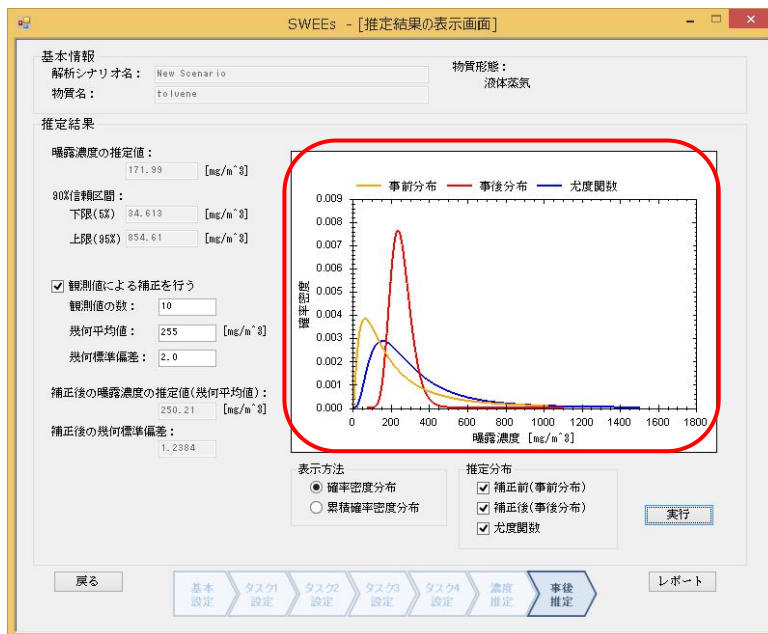 SWEEs - [推定結果の表示画面]
基本情報
解析シナリオ名： New Scenario
物質名： toluene
物質形態：
液体蒸気
推定結果
曝露濃度の推定値：
171.99 [mg/m^3]
90%信頼区間：
下限(5%) 34.613 [mg/m^3]
上限(95%) 854.61 [mg/m^3]
観測値による補正を行う
観測値の数： 10
幾何平均値： 255 [mg/m^3]
幾何標準偏差： 2.0
補正後の曝露濃度の推定値(幾何平均値)：
250.21 [mg/m^3]
補正後の幾何標準偏差：
1.2384
事前分布 事後分布 尤度関数
確率密度
0.009
0.008
0.007
0.006
0.005
0.004
0.003
0.002
0.001
0.000
0 200 400 600 800 1000 1200 1400 1600 1800
曝露濃度 [mg/m^3]
表示方法
確率密度分布
累積確率密度分布
推定分布
補正前(事前分布)
補正後(事後分布)
尤度関数
実行
戻る
基本設定
タスク1設定
タスク2設定
タスク3設定
タスク4設定
濃度推定
事後推定
レポート